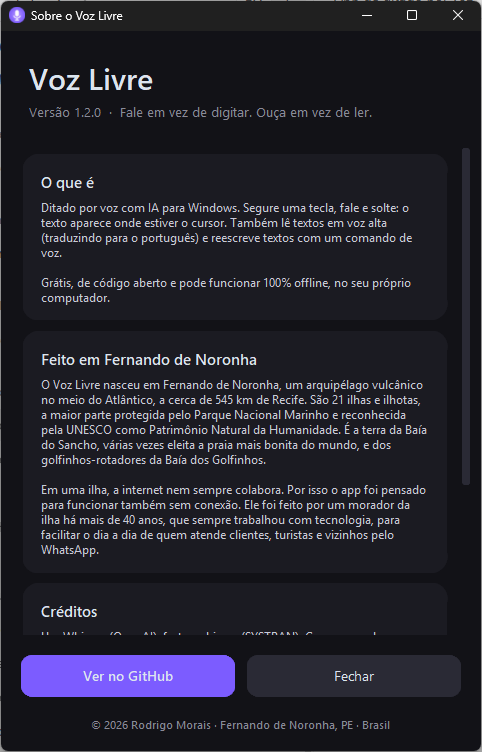 Sobre o Voz Livre
Voz Livre
Versão 1.2.0 · Fale em vez de digitar. Ouça em vez de ler.
O que é
Ditado por voz com IA para Windows. Segure uma tecla, fale e solte: o
texto aparece onde estiver o cursor. Também lê textos em voz alta
(traduzindo para o português) e reescreve textos com um comando de
voz.
Grátis, de código aberto e pode funcionar 100% offline, no seu próprio
computador.
Feito em Fernando de Noronha
O Voz Livre nasceu em Fernando de Noronha, um arquipélago vulcânico
no meio do Atlântico, a cerca de 545 km de Recife. São 21 ilhas e ilhotas,
a maior parte protegida pelo Parque Nacional Marinho e reconhecida
pela UNESCO como Patrimônio Natural da Humanidade. É a terra da Baía
do Sancho, várias vezes eleita a praia mais bonita do mundo, e dos
golfinhos-rotadores da Baía dos Golfinhos.
Em uma ilha, a internet nem sempre colabora. Por isso o app foi pensado
para funcionar também sem conexão. Ele foi feito por um morador da
ilha há mais de 40 anos, que sempre trabalhou com tecnologia, para
facilitar o dia a dia de quem atende clientes, turistas e vizinhos pelo
WhatsApp.
Créditos
Ver no GitHub
Fechar
© 2026 Rodrigo Morais · Fernando de Noronha, PE · Brasil